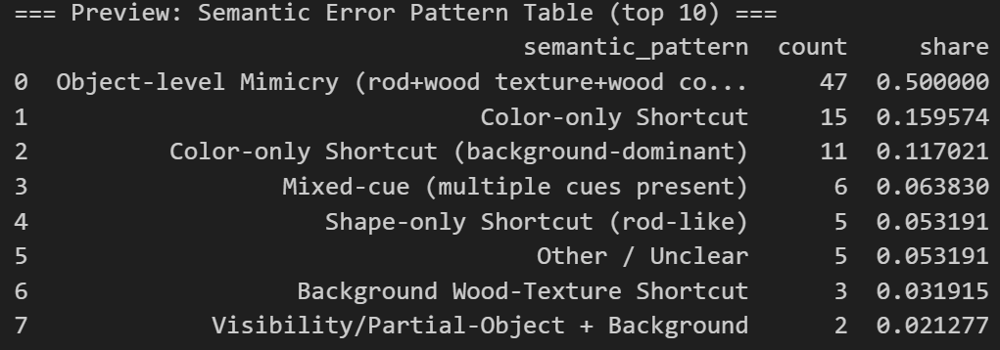 === Preview: Semantic Error Pattern Table (top 10) ===
semantic_pattern count share
0 Object-level Mimicry (rod+wood texture+wood co... 47 0.500000
1 Color-only Shortcut 15 0.159574
2 Color-only Shortcut (background-dominant) 11 0.117021
3 Mixed-cue (multiple cues present) 6 0.063830
4 Shape-only Shortcut (rod-like) 5 0.053191
5 Other / Unclear 5 0.053191
6 Background Wood-Texture Shortcut 3 0.031915
7 Visibility/Partial-Object + Background 2 0.021277